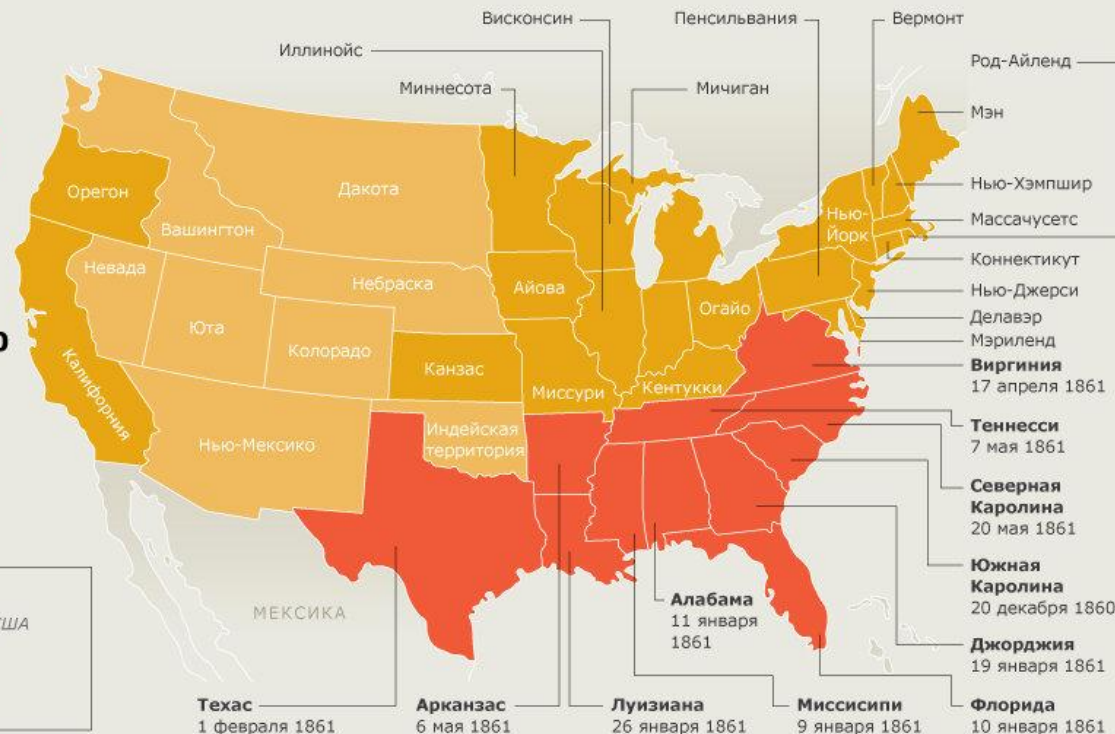 Висконсин
Пенсильвания
Вермонт
Иллинойс
Род-Айленд
Миннесота
Мичиган
Мэн
Орегон
Дакота
Нью-Хэмпшир
Вашингтон
Нью-
Йорк
Массачусетс
Невада
Коннектикут
Небраска
Айова
Нью-Джерси
Огайо
Делавэр
Юта
Мэриленд
Колорадо
Канзас
Виргиния
17 апреля 1861
Калифорния
Миссури
Кентукки
Нью-Мексико
Индейская
территория
Теннесси
7 мая 1861
Северная
Каролина
20 мая 1861
Южная
Каролина
20 декабря 1860
МЕКСИКА
Алабама
11 января
1861
Джорджия
19 января 1861
Техас
1 февраля 1861
Арканзас
6 мая 1861
Луизиана
26 января 1861
Миссисипи
9 января 1861
Флорида
10 января 1861